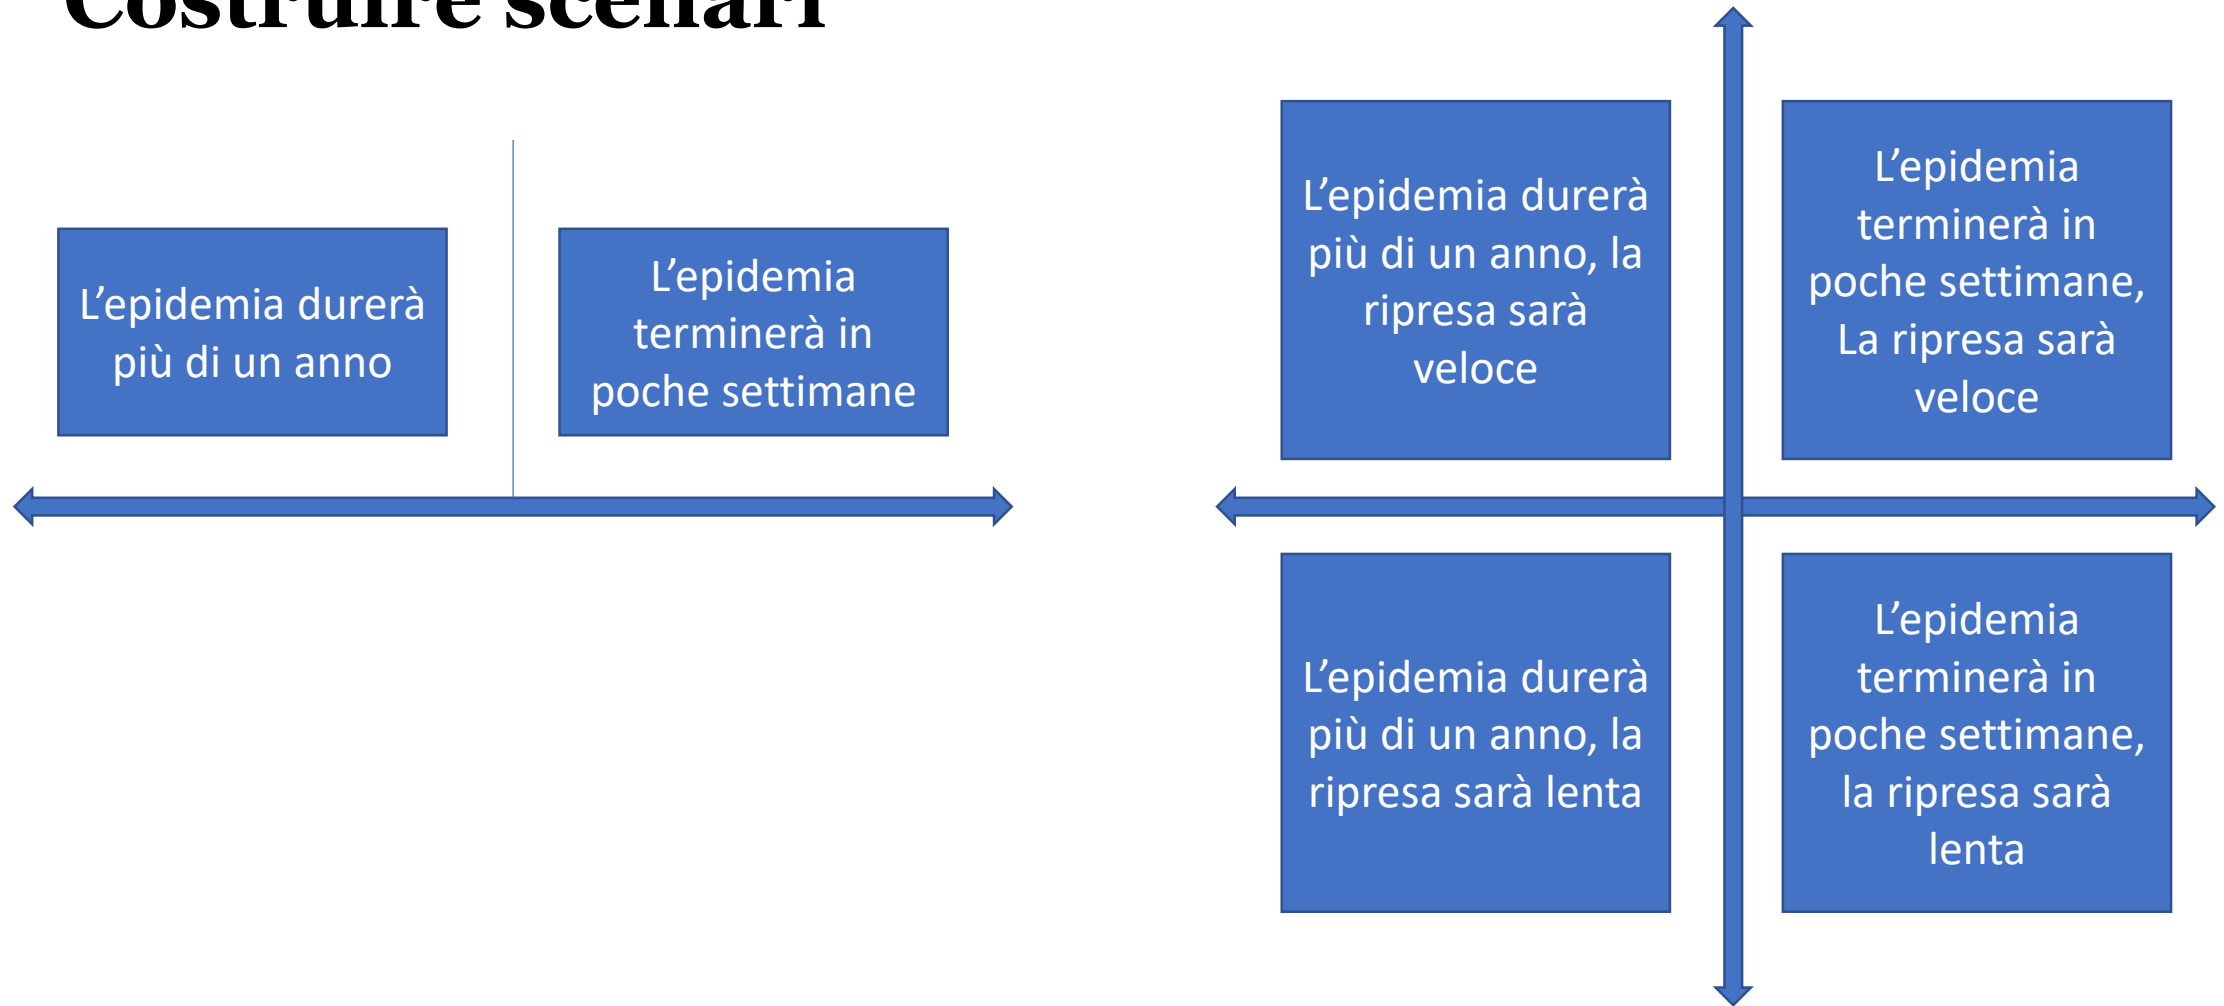 Costruire scenari
L’epidemia durerà
più di un anno
L’epidemia
terminerà in
poche settimane
L’epidemia durerà
più di un anno, la
ripresa sarà
veloce
L’epidemia
terminerà in
poche settimane,
La ripresa sarà
veloce
L’epidemia durerà
più di un anno, la
ripresa sarà lenta
L’epidemia
terminerà in
poche settimane,
la ripresa sarà
lenta